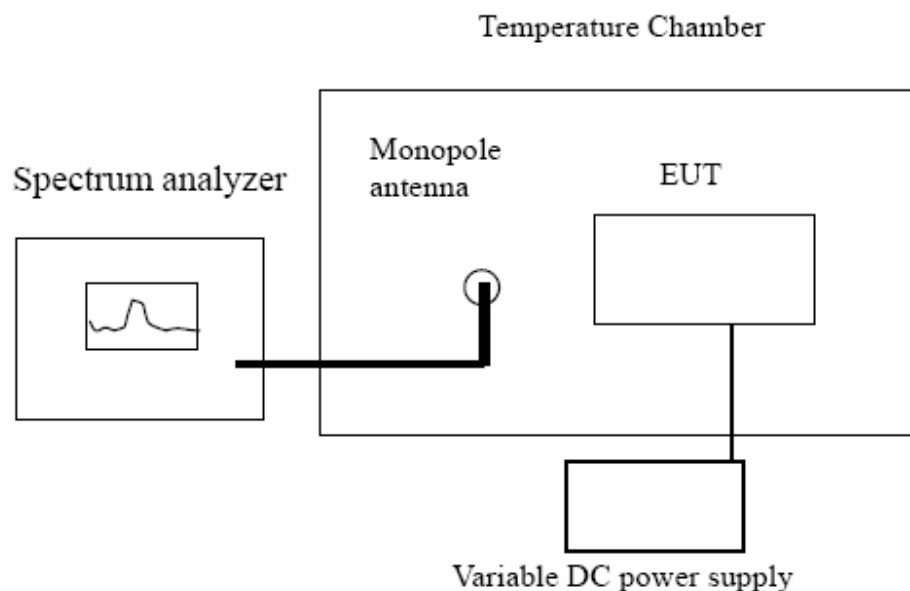 Temperature Chamber
Monopole
antenna
EUT
Spectrum analyzer
Variable DC power supply